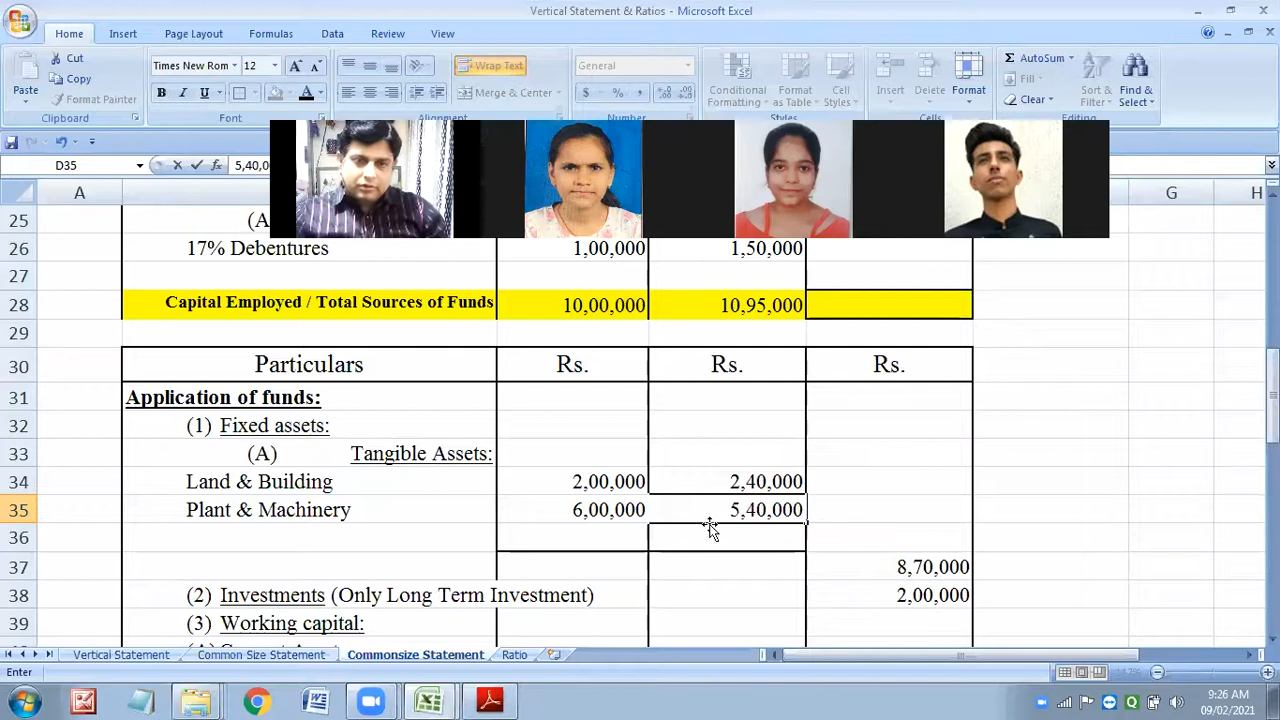 Vertical Statement & Ratios - Microsoft Excel
Home Insert Page Layout Formulas Data Review View
Cut
Copy
Format Painter
Paste
Clipboard
Times New Rom 12
B I U
Font
Wrap Text
Merge & Center
Alignment
General
$ % ,
Number
Conditional Formatting
Format as Table
Cell Styles
Styles
Insert Delete Format
Cells
AutoSum
Fill
Clear
Sort & Filter
Find & Select
Editing
D35 5,40,0
A G H
25 (A
26 17% Debentures 1,00,000 1,50,000
27
28 Capital Employed / Total Sources of Funds 10,00,000 10,95,000
29
30 Particulars Rs. Rs. Rs.
31 Application of funds:
32 (1) Fixed assets:
33 (A) Tangible Assets:
34 Land & Building 2,00,000 2,40,000
35 Plant & Machinery 6,00,000 5,40,000
36
37 8,70,000
38 (2) Investments (Only Long Term Investment) 2,00,000
39 (3) Working capital:
Vertical Statement Common Size Statement Commonsize Statement Ratio
Enter
9:26 AM
09/02/2021